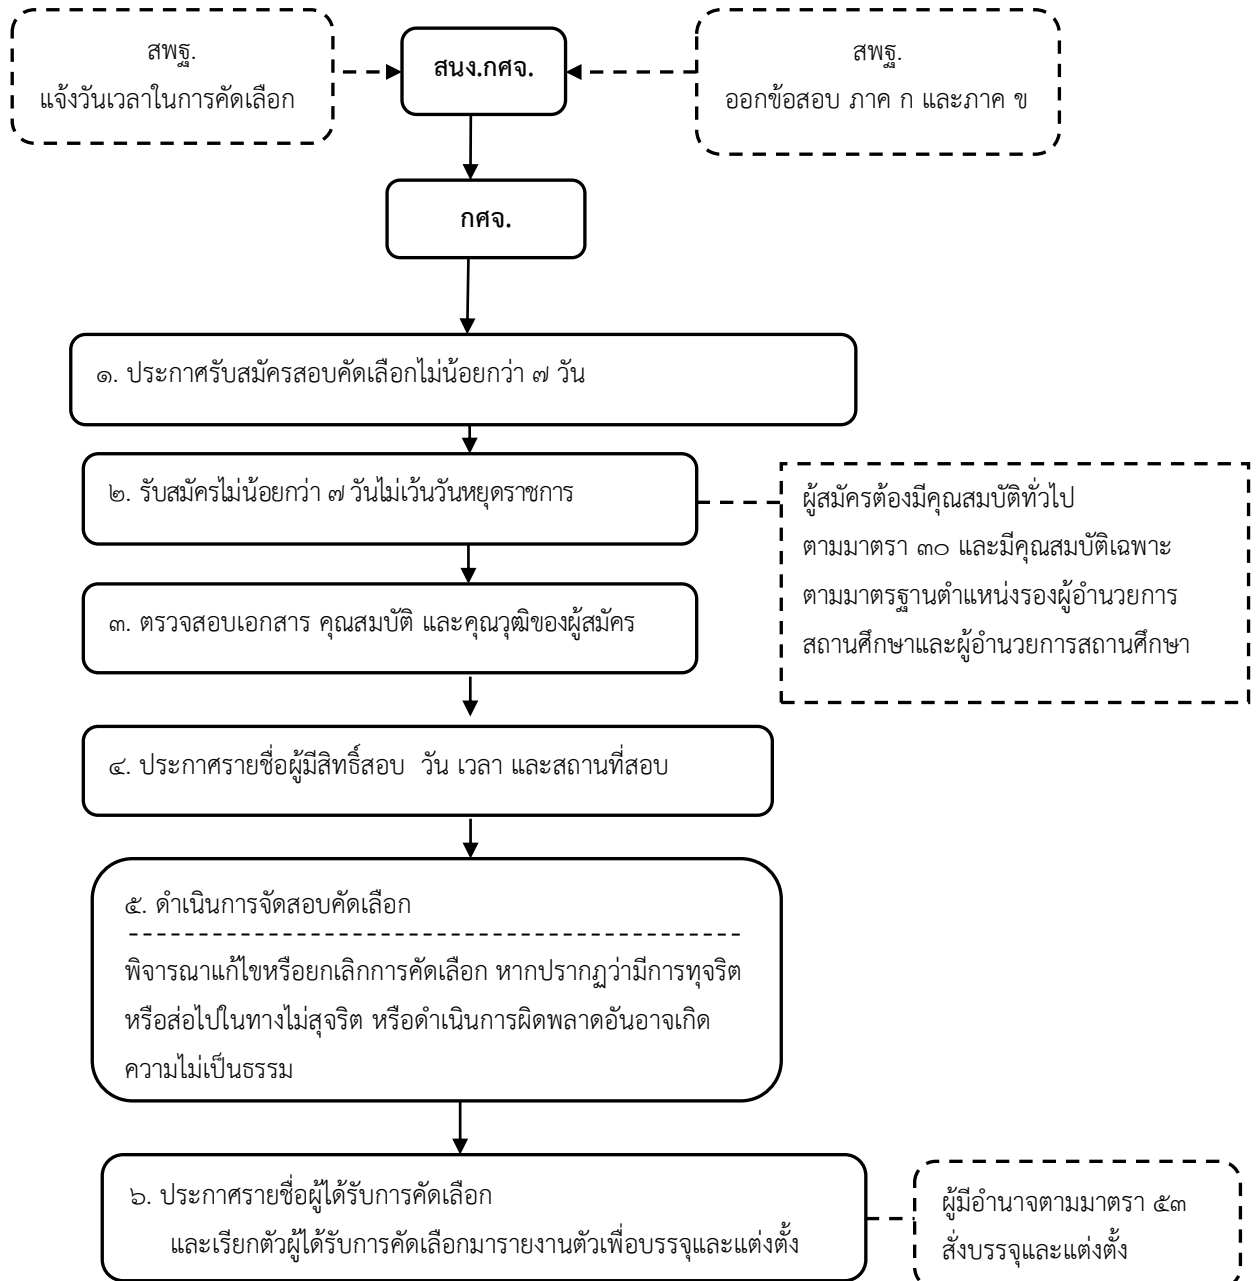 สพฐ.
แจ้งวันเวลาในการคัดเลือก
สนง.กศจ.
สพฐ.
ออกข้อสอบ ภาค ก และภาค ข
กศจ.
๑. ประกาศรับสมัครสอบคัดเลือกไม่น้อยกว่า ๗ วัน
๒. รับสมัครไม่น้อยกว่า ๗ วันไม่เว้นวันหยุดราชการ
ผู้สมัครต้องมีคุณสมบัติทั่วไป
ตามมาตรา ๓๐ และมีคุณสมบัติเฉพาะ
ตามมาตรฐานตำแหน่งรองผู้อำนวยการ
สถานศึกษาและผู้อำนวยการสถานศึกษา
๓. ตรวจสอบเอกสาร คุณสมบัติ และคุณวุฒิของผู้สมัคร
๔. ประกาศรายชื่อผู้มีสิทธิ์สอบ วัน เวลา และสถานที่สอบ
๕. ดำเนินการจัดสอบคัดเลือก
พิจารณาแก้ไขหรือยกเลิกการคัดเลือก หากปรากฏว่ามีการทุจริต
หรือส่อไปในทางไม่สุจริต หรือดำเนินการผิดพลาดอันอาจเกิด
ความไม่เป็นธรรม
๖. ประกาศรายชื่อผู้ได้รับการคัดเลือก
และเรียกตัวผู้ได้รับการคัดเลือกมารายงานตัวเพื่อบรรจุและแต่งตั้ง
ผู้มีอำนาจตามมาตรา ๕๓
สั่งบรรจุและแต่งตั้ง